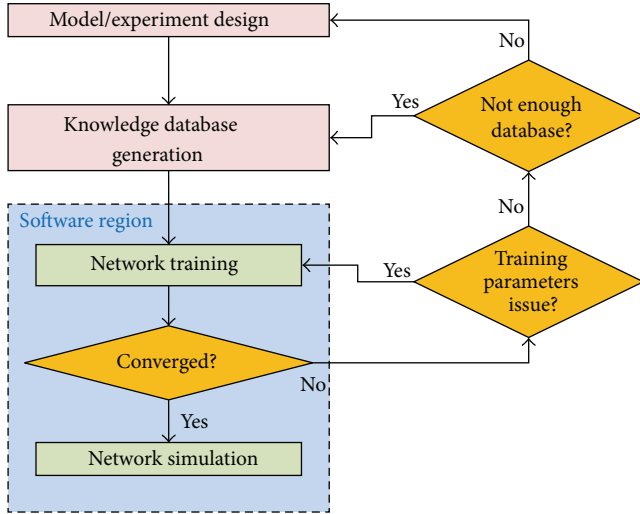 Model/experiment design
No
Yes
Not enough
database?
Knowledge database
generation
No
Software region
Network training
Yes
Training
parameters
issue?
Converged?
No
Yes
Network simulation